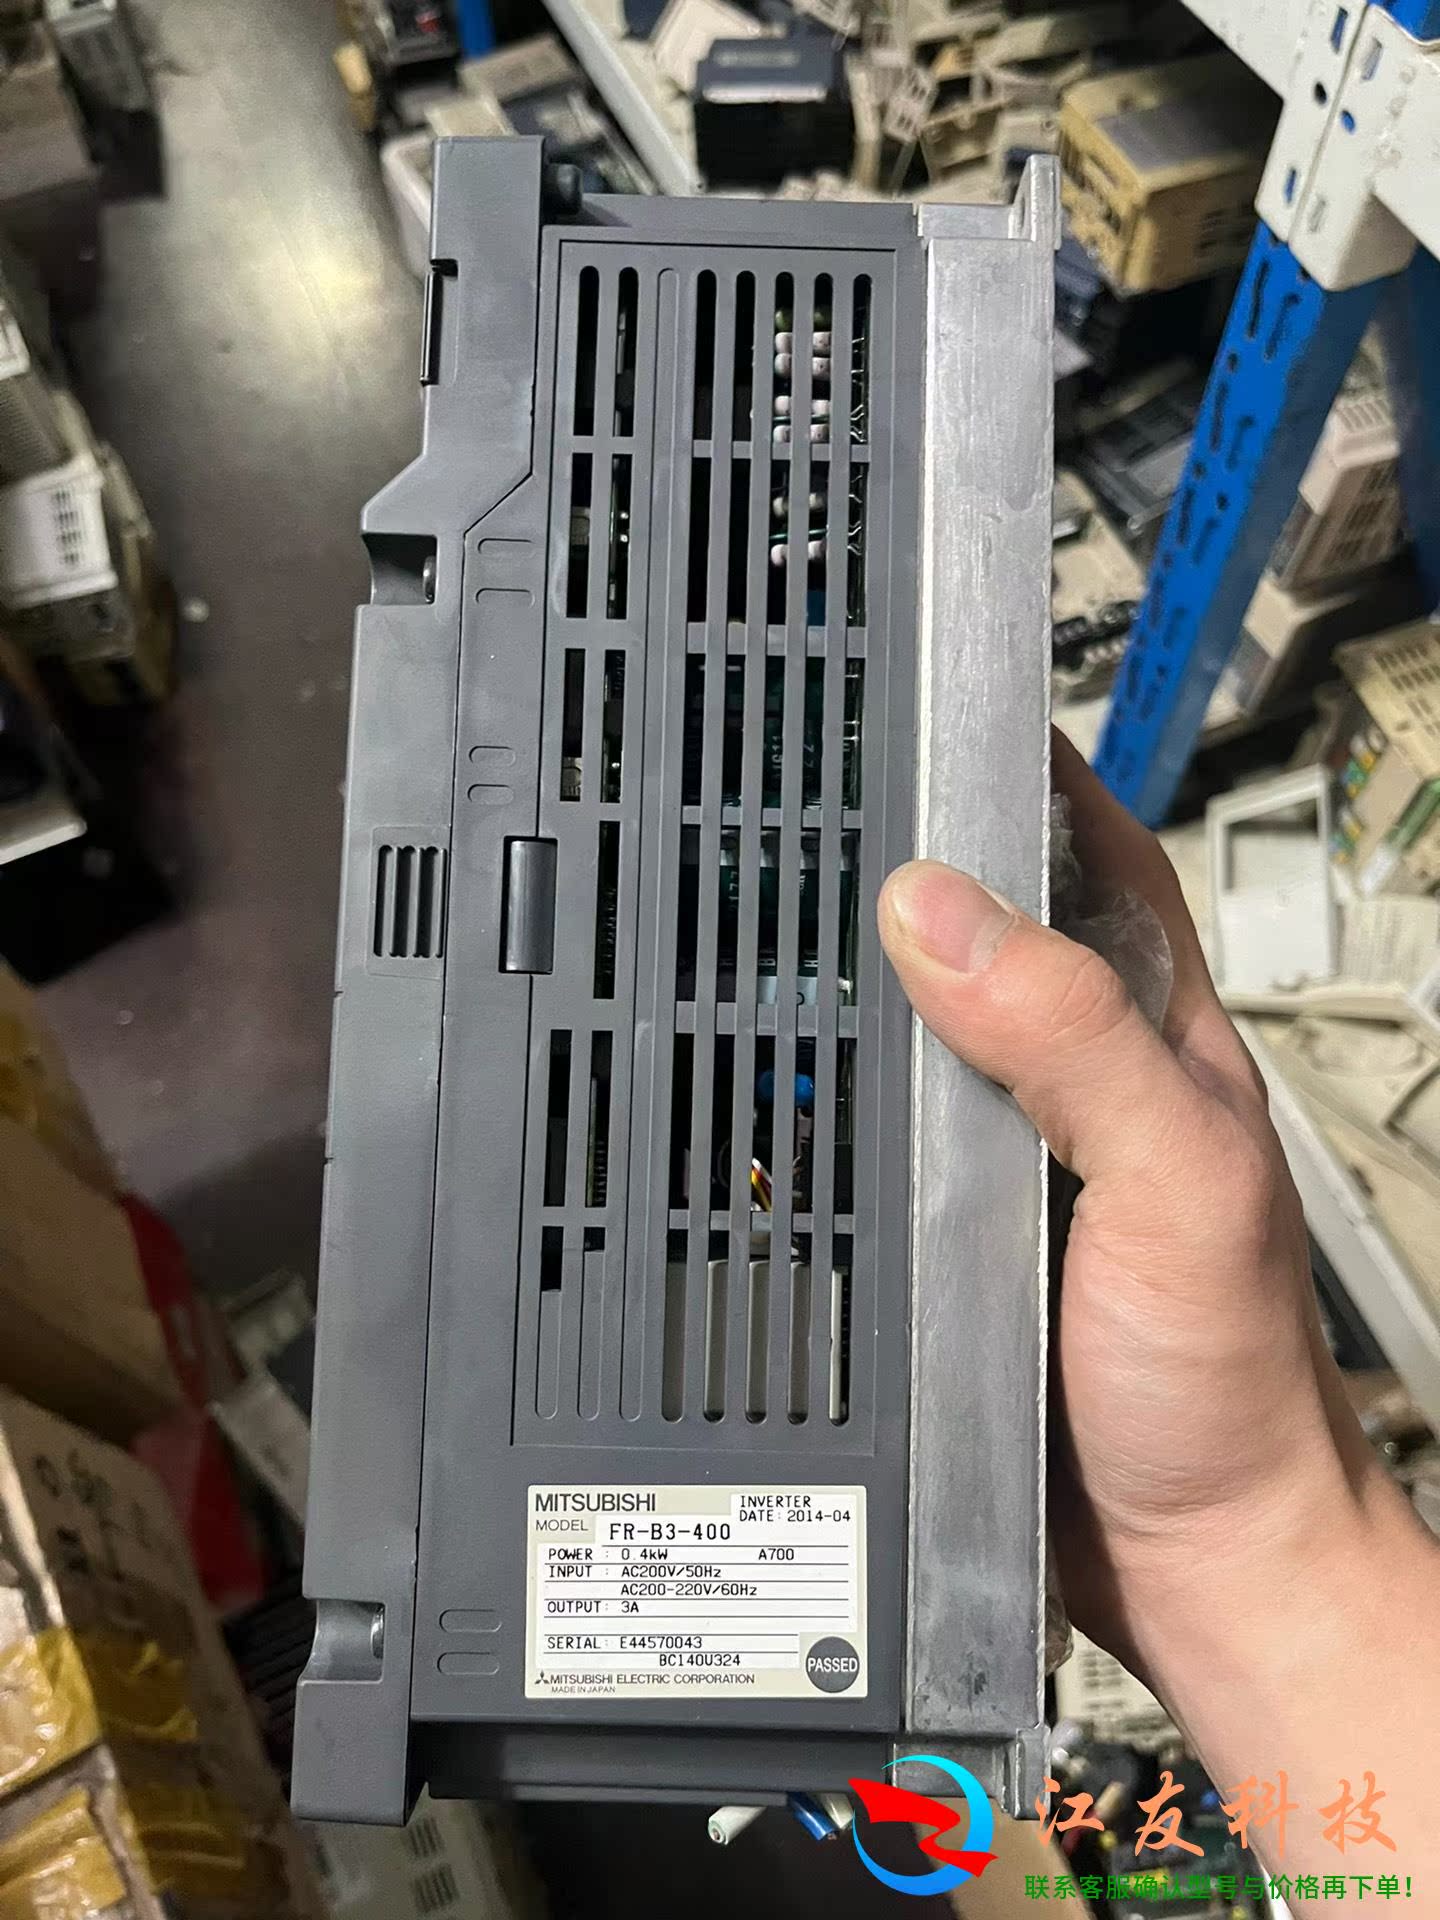 MITSUBISHI
INVERTER
DATE: 2014-04
MODEL FR-B3-400
POWER : 0.4kW A700
INPUT : AC200V/50Hz
AC200-220V/60Hz
OUTPUT: 3A
SERIAL: E44570043
BC140U324
PASSED
MITSUBISHI ELECTRIC CORPORATION
MADE IN JAPAN
江友科技
联系客服确认型号与价格再下单！